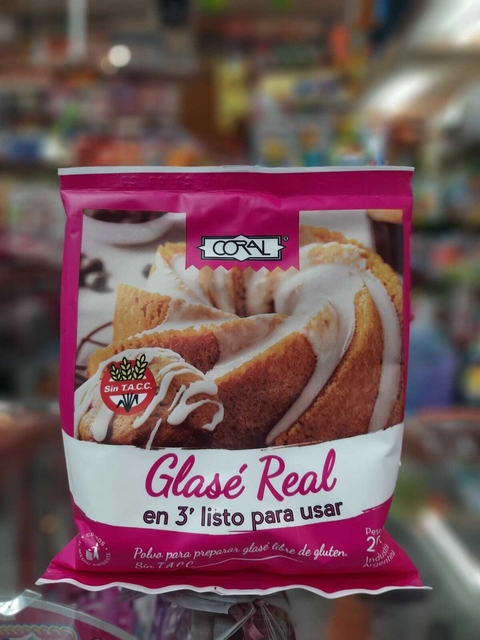 CORAL
Sin T.A.C.C.
Glasé Real
en 3' listo para usar
Polvo para preparar glasé libre de gluten.
Sin T.A.C.C.
Peso
Industria
Argentina